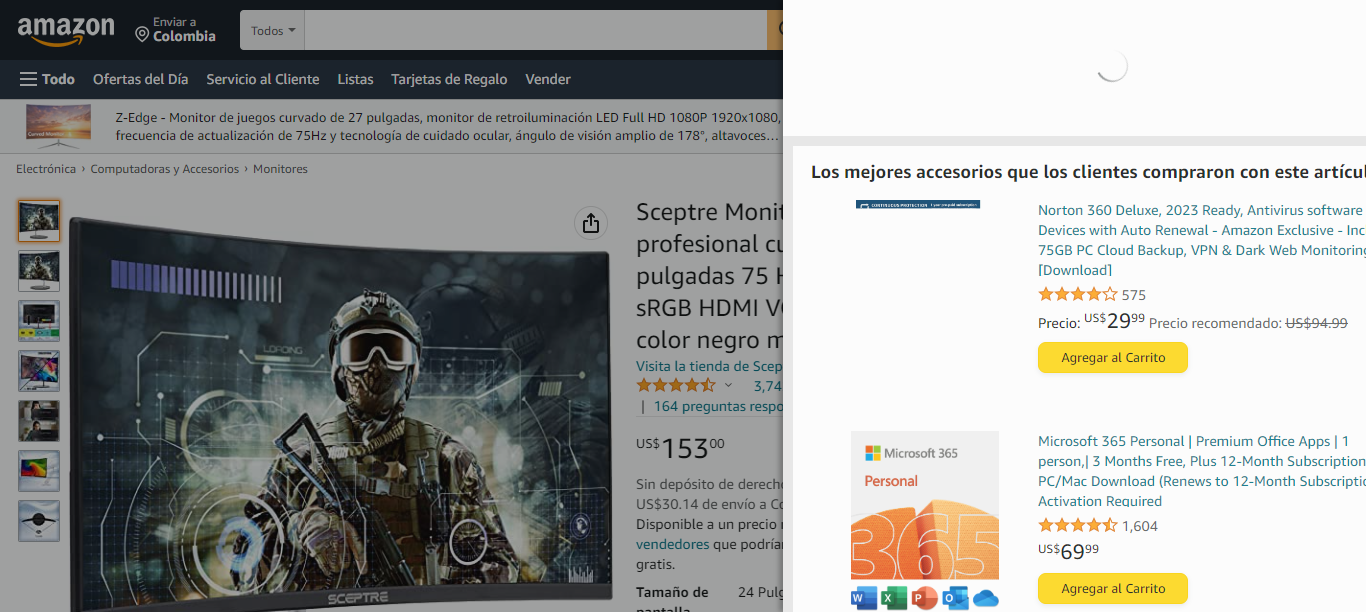 amazon
Enviar a
Colombia
Todos
Todo
Ofertas del Día
Servicio al Cliente
Listas
Tarjetas de Regalo
Vender
Z-Edge - Monitor de juegos curvado de 27 pulgadas, monitor de retroiluminación LED Full HD 1080P 1920x1080,
frecuencia de actualización de 75Hz y tecnología de cuidado ocular, ángulo de visión amplio de 178°, altavoces...
Electrónica › Computadoras y Accesorios › Monitores
LOADING
SCEPTRE
Sceptre Monit
profesional cu
pulgadas 75 H
sRGB HDMI V
color negro m
Visita la tienda de Scep
3,74
| 164 preguntas respo
US$15300
Sin depósito de derech
US$30.14 de envío a Co
Disponible a un precio
vendedores que podría
gratis.
Tamaño de
pantalla
24 Pulg
Los mejores accesorios que los clientes compraron con este artícul
CONTINUOUS PROTECTION
Norton 360 Deluxe, 2023 Ready, Antivirus software
Devices with Auto Renewal - Amazon Exclusive - Inc
75GB PC Cloud Backup, VPN & Dark Web Monitoring
[Download]
575
Precio: US$2999 Precio recomendado: US$94.99
Agregar al Carrito
Microsoft 365
Personal
365
W X P O
Microsoft 365 Personal | Premium Office Apps | 1
person,| 3 Months Free, Plus 12-Month Subscription
PC/Mac Download (Renews to 12-Month Subscriptio
Activation Required
1,604
US$6999
Agregar al Carrito